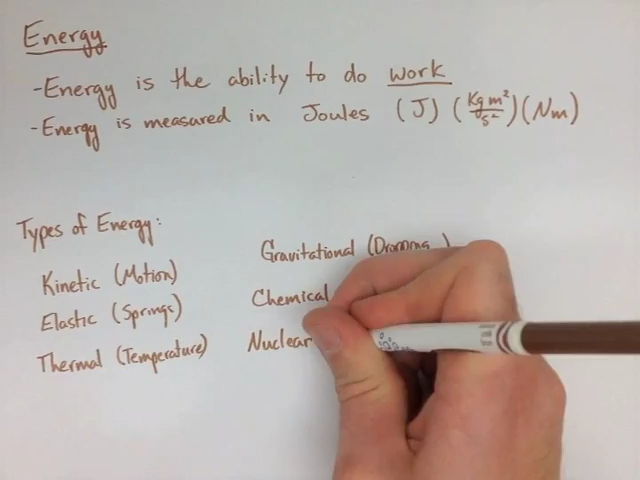 Energy
-Energy is the ability to do work
-Energy is measured in Joules (J) (Kg m²/s²) (Nm)
Types of Energy:
Kinetic (Motion)
Elastic (Springs)
Thermal (Temperature)
Gravitational (
Chemical
Nuclear